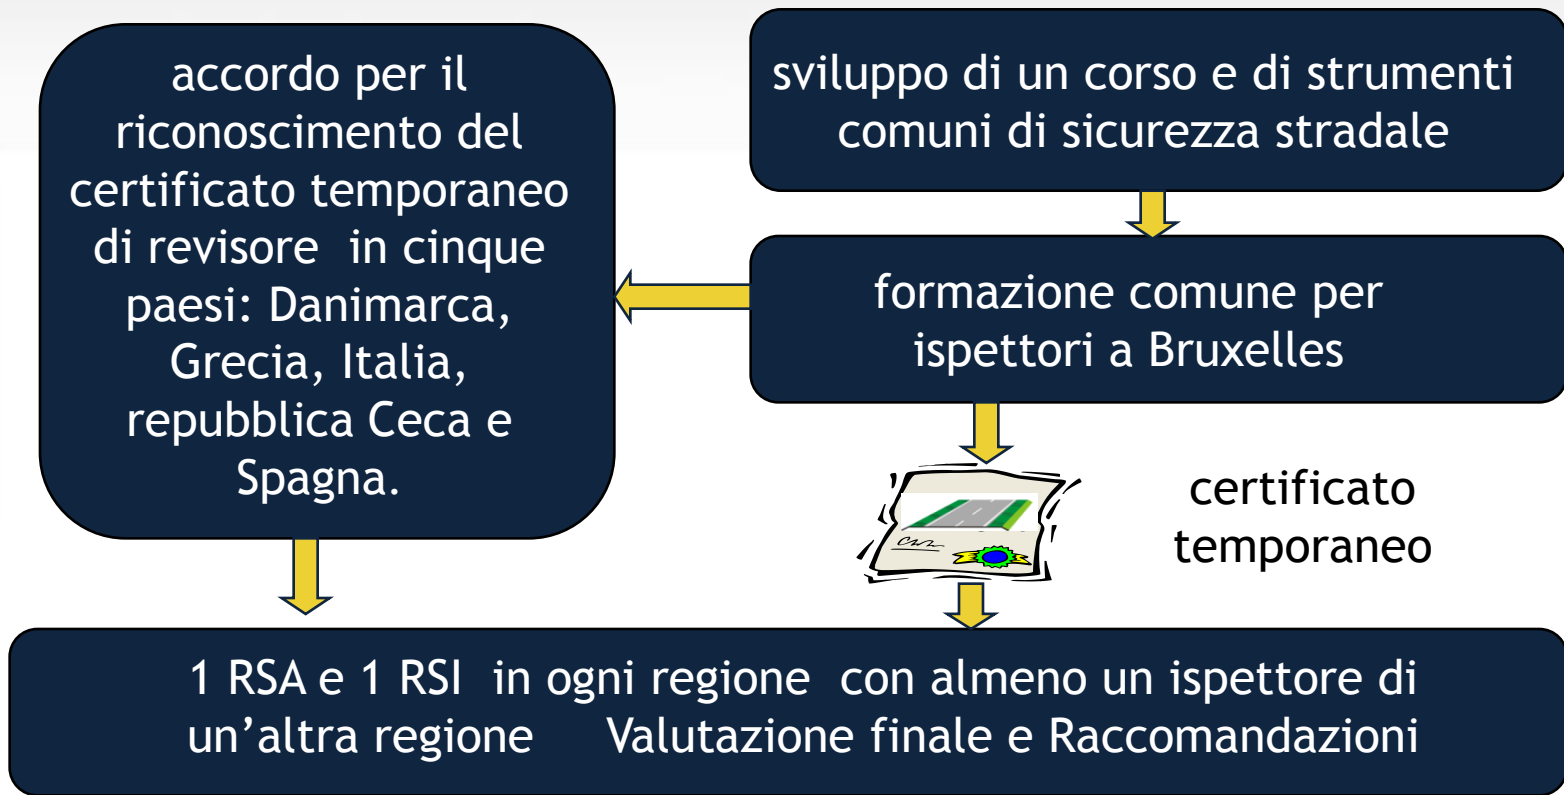 accordo per il
riconoscimento del
certificato temporaneo
di revisore in cinque
paesi: Danimarca,
Grecia, Italia,
repubblica Ceca e
Spagna.
sviluppo di un corso e di strumenti
comuni di sicurezza stradale
formazione comune per
ispettori a Bruxelles
certificato
temporaneo
1 RSA e 1 RSI in ogni regione con almeno un ispettore di
un’altra regione Valutazione finale e Raccomandazioni